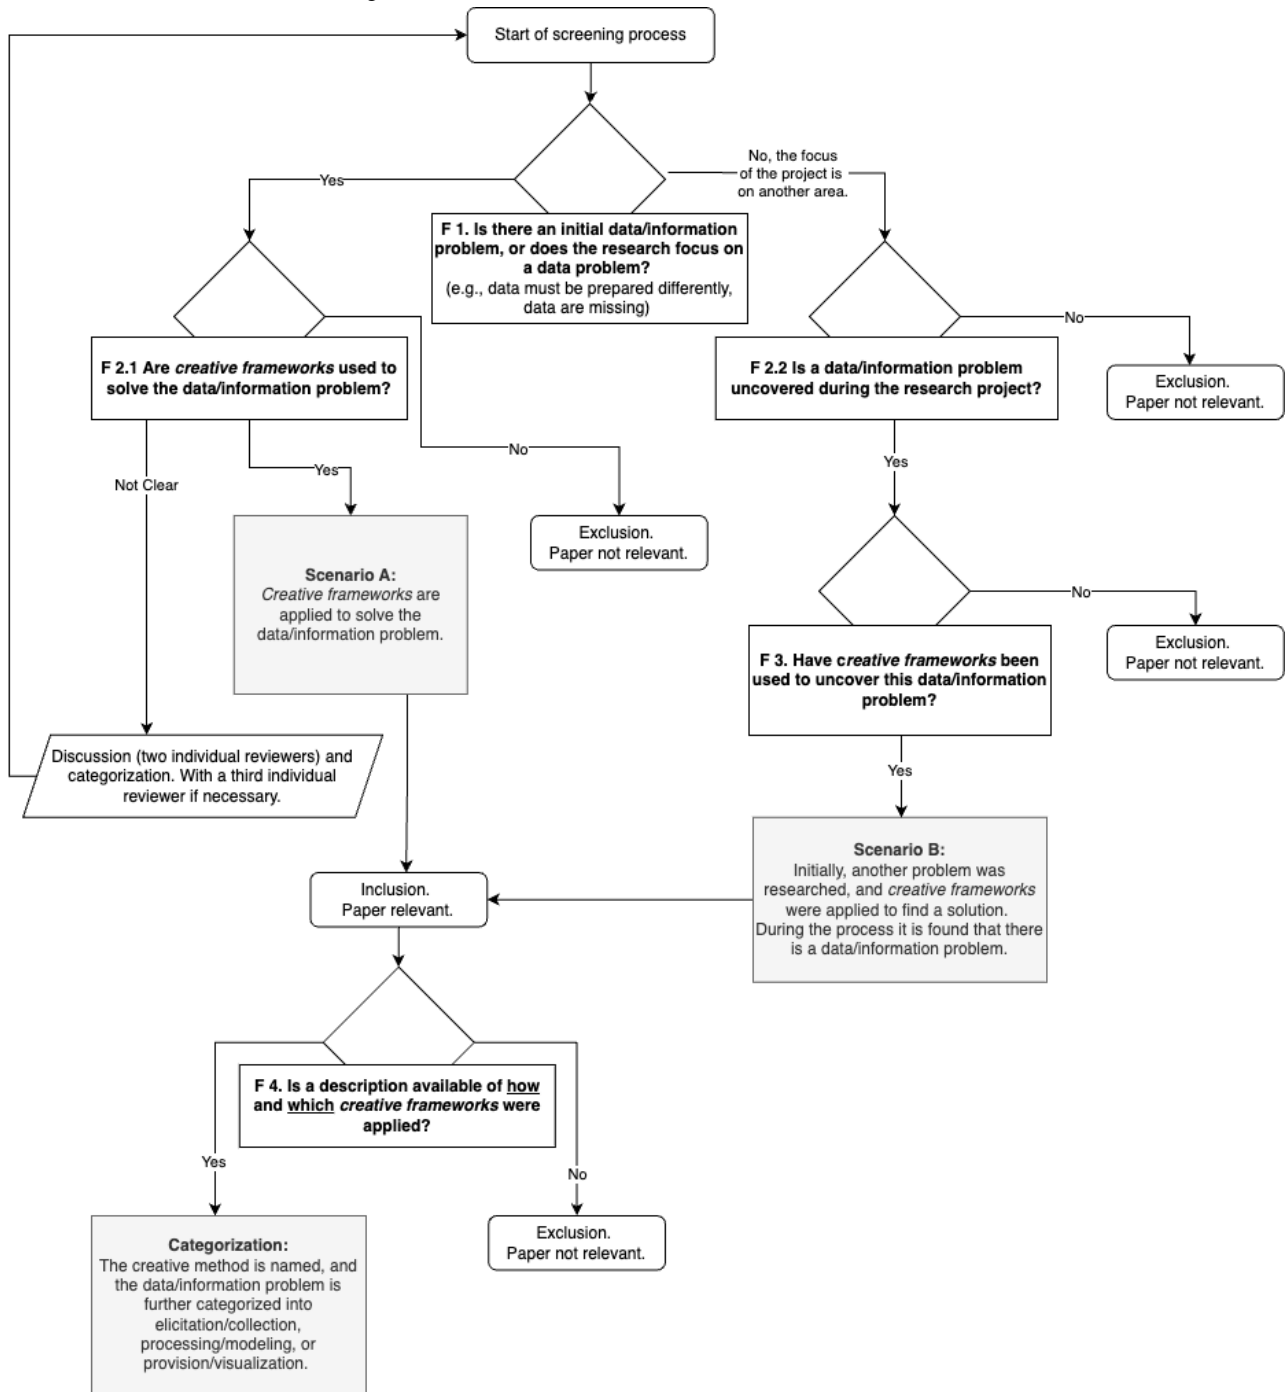 Start of screening process
No, the focus
of the project is
on another area.
Yes
F 1. Is there an initial data/information
problem, or does the research focus on
a data problem?
(e.g., data must be prepared differently,
data are missing)
No
F 2.1 Are creative frameworks used to
solve the data/information problem?
F 2.2 Is a data/information problem
uncovered during the research project?
Exclusion.
Paper not relevant.
No
Yes
Yes
Not Clear
Exclusion.
Paper not relevant.
Scenario A:
Creative frameworks are
applied to solve the
data/information problem.
No
F 3. Have creative frameworks been
used to uncover this data/information
problem?
Exclusion.
Paper not relevant.
Discussion (two individual reviewers) and
categorization. With a third individual
reviewer if necessary.
Yes
Scenario B:
Initially, another problem was
researched, and creative frameworks
were applied to find a solution.
During the process it is found that there
is a data/information problem.
Inclusion.
Paper relevant.
F 4. Is a description available of how
and which creative frameworks were
applied?
Yes
No
Exclusion.
Paper not relevant.
Categorization:
The creative method is named, and
the data/information problem is
further categorized into
elicitation/collection,
processing/modeling, or
provision/visualization.